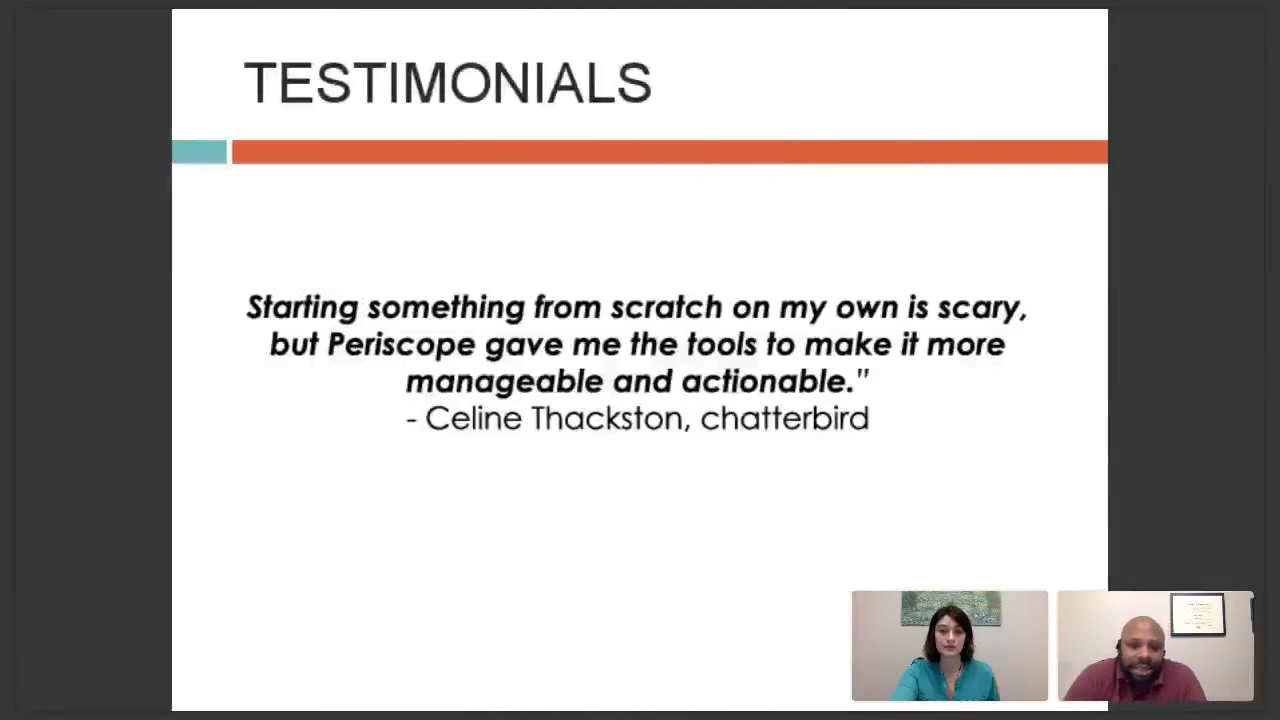 TESTIMONIALS
Starting something from scratch on my own is scary,
but Periscope gave me the tools to make it more
manageable and actionable."
- Celine Thackston, chatterbird